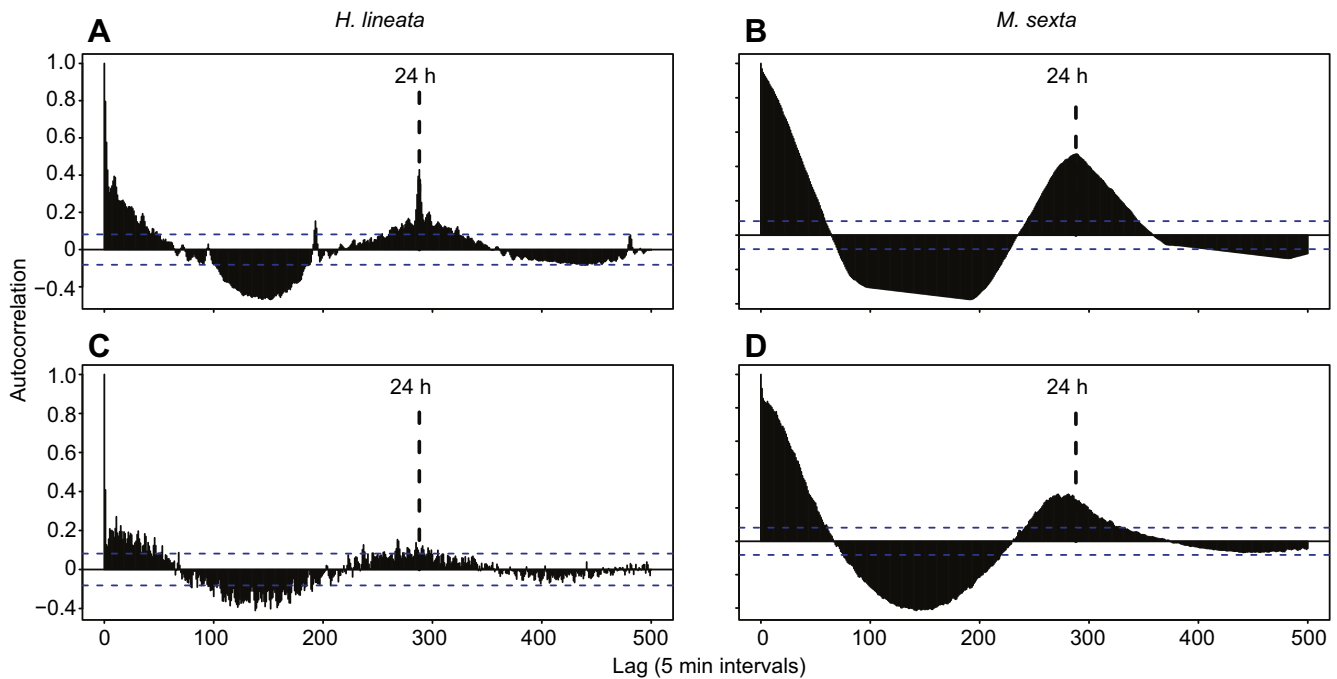 H. lineata
M. sexta
A
B
24 h
24 h
1.0
0.8
0.6
0.4
0.2
0
−0.4
C
D
24 h
24 h
1.0
0.8
0.6
0.4
0.2
0
−0.4
0 100 200 300 400 500
0 100 200 300 400 500
Autocorrelation
Lag (5 min intervals)